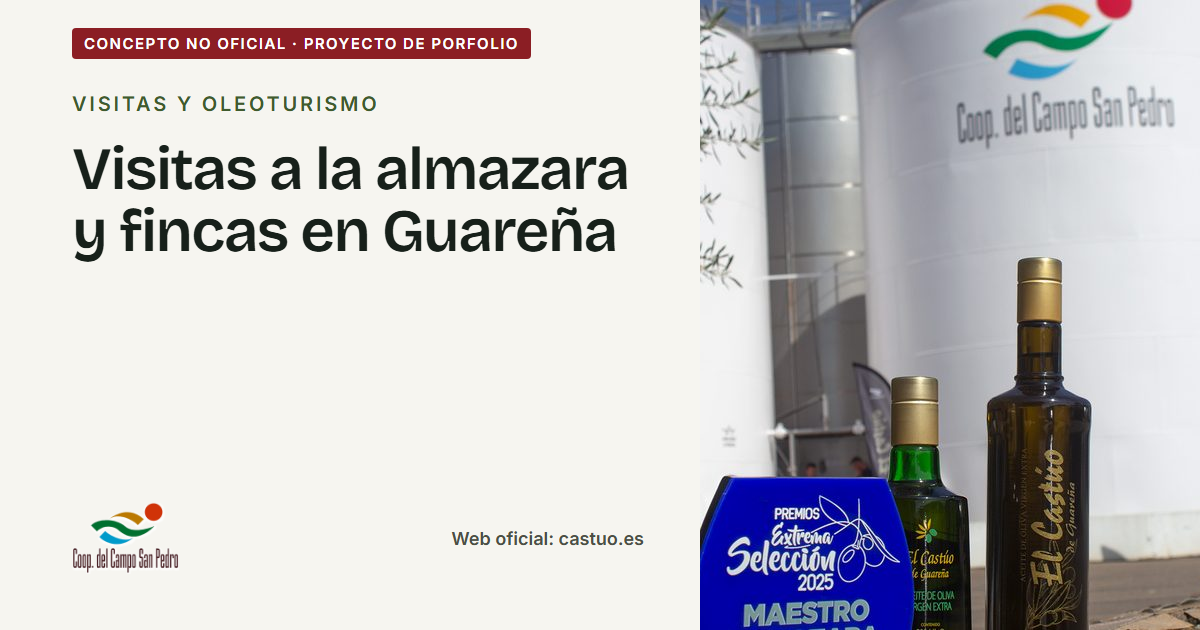 CONCEPTO NO OFICIAL · PROYECTO DE PORFOLIO
VISITAS Y OLEOTURISMO
Visitas a la almazara
y fincas en Guareña
Coop. del Campo San Pedro
Web oficial: castuo.es
Coop. del Campo San Pedro
PREMIOS
Extrema
Selección
2025
MAESTRO
El Castúo
de Guareña
ACEITE DE OLIVA VIRGEN EXTRA
El Castúo
de Guareña